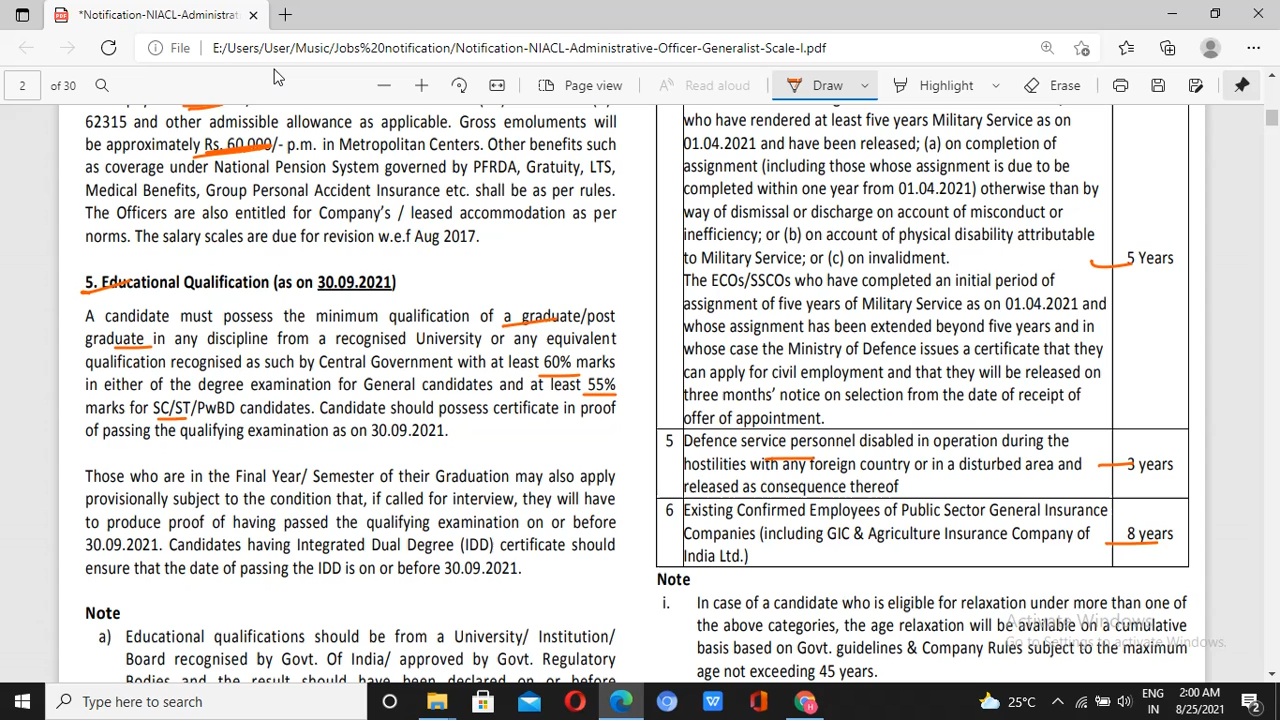 *Notification-NIACL-Administrat
File
E:/Users/User/Music/Jobs%20notification/Notification-NIACL-Administrative-Officer-Generalist-Scale-I.pdf
2 of 30
Page view
Read aloud
Draw
Highlight
Erase
62315 and other admissible allowance as applicable. Gross emoluments will
be approximately Rs. 60,000/- p.m. in Metropolitan Centers. Other benefits such
as coverage under National Pension System governed by PFRDA, Gratuity, LTS,
Medical Benefits, Group Personal Accident Insurance etc. shall be as per rules.
The Officers are also entitled for Company's / leased accommodation as per
norms. The salary scales are due for revision w.e.f Aug 2017.
5. Educational Qualification (as on 30.09.2021)
A candidate must possess the minimum qualification of a graduate/post
graduate in any discipline from a recognised University or any equivalent
qualification recognised as such by Central Government with at least 60% marks
in either of the degree examination for General candidates and at least 55%
marks for SC/ST/PwBD candidates. Candidate should possess certificate in proof
of passing the qualifying examination as on 30.09.2021.
Those who are in the Final Year/ Semester of their Graduation may also apply
provisionally subject to the condition that, if called for interview, they will have
to produce proof of having passed the qualifying examination on or before
30.09.2021. Candidates having Integrated Dual Degree (IDD) certificate should
ensure that the date of passing the IDD is on or before 30.09.2021.
Note
a) Educational qualifications should be from a University/ Institution/
Board recognised by Govt. Of India/ approved by Govt. Regulatory
Bodies and the result should have been declared on or before
who have rendered at least five years Military Service as on
01.04.2021 and have been released; (a) on completion of
assignment (including those whose assignment is due to be
completed within one year from 01.04.2021) otherwise than by
way of dismissal or discharge on account of misconduct or
inefficiency; or (b) on account of physical disability attributable
to Military Service; or (c) on invalidment.
5 Years
The ECOs/SSCOs who have completed an initial period of
assignment of five years of Military Service as on 01.04.2021 and
whose assignment has been extended beyond five years and in
whose case the Ministry of Defence issues a certificate that they
can apply for civil employment and that they will be released on
three months' notice on selection from the date of receipt of
offer of appointment.
5 Defence service personnel disabled in operation during the
hostilities with any foreign country or in a disturbed area and
3 years
released as consequence thereof
6 Existing Confirmed Employees of Public Sector General Insurance
Companies (including GIC & Agriculture Insurance Company of
8 years
India Ltd.)
Note
i. In case of a candidate who is eligible for relaxation under more than one of
the above categories, the age relaxation will be available on a cumulative
basis based on Govt. guidelines & Company Rules subject to the maximum
age not exceeding 45 years.
Activate Windows
Go to Settings to activate Windows.
Type here to search
25°C
ENG
IN
2:00 AM
8/25/2021
2